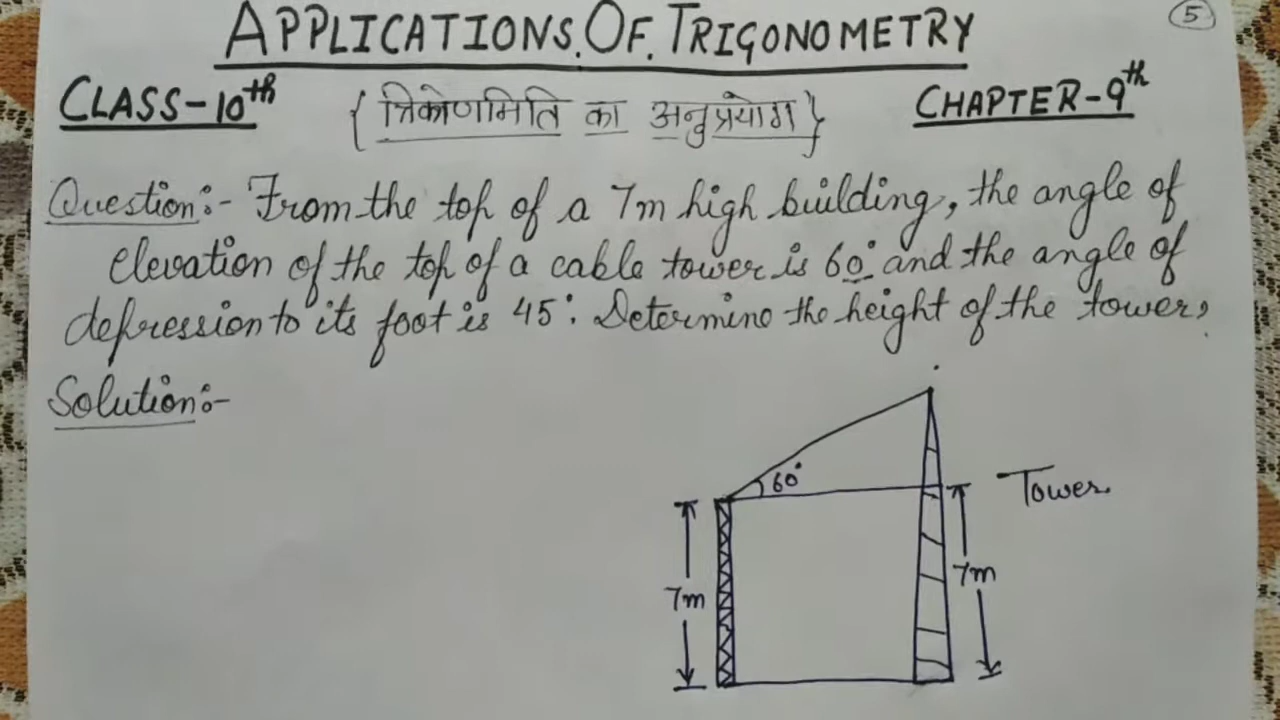 5
APPLICATIONS. OF. TRIGONOMETRY
CLASS-10th {त्रिकोणमिति का अनुप्रयोग} CHAPTER-9th
Question:- From the top of a 7m high building, the angle of
elevation of the top of a cable tower is 60° and the angle of
depression to its foot is 45°. Determine the height of the tower.
Solution:-
60°
Tower
7m
7m